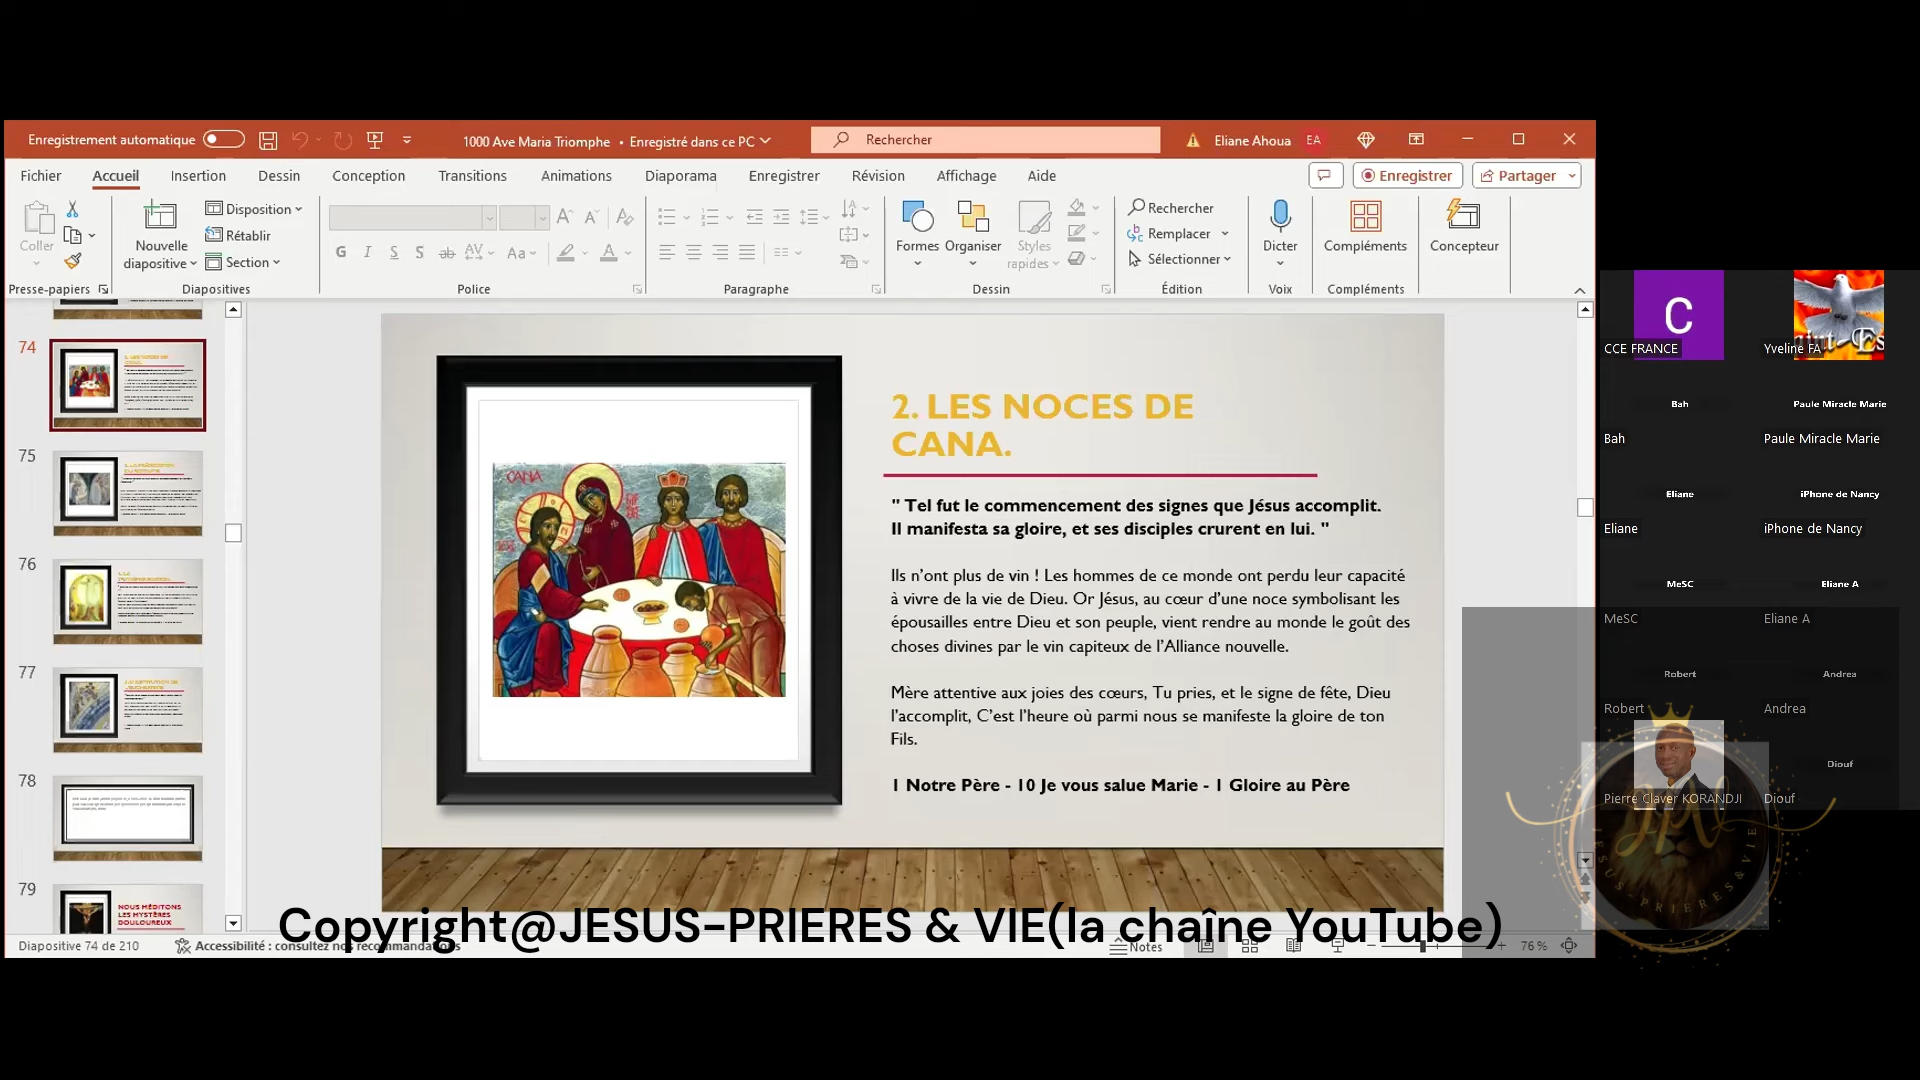 Enregistrement automatique
1000 Ave Maria Triomphe • Enregistré dans ce PC
Rechercher
Eliane Ahoua EA
Fichier Accueil Insertion Dessin Conception Transitions Animations Diaporama Enregistrer Révision Affichage Aide
Enregistrer Partager
Coller
Nouvelle diapositive
Disposition
Rétablir
Section
G I S S ab AV Aa A
Formes Organiser Styles rapides
Rechercher
Remplacer
Sélectionner
Dicter
Compléments
Concepteur
Presse-papiers Diapositives Police Paragraphe Dessin Édition Voix Compléments
74
75
76
77
78
79
NOUS MÉDITONS
LES MYSTÈRES
DOULOUREUX
CANA
2. LES NOCES DE
CANA.
" Tel fut le commencement des signes que Jésus accomplit.
Il manifesta sa gloire, et ses disciples crurent en lui. "
Ils n’ont plus de vin ! Les hommes de ce monde ont perdu leur capacité
à vivre de la vie de Dieu. Or Jésus, au cœur d’une noce symbolisant les
épousailles entre Dieu et son peuple, vient rendre au monde le goût des
choses divines par le vin capiteux de l’Alliance nouvelle.
Mère attentive aux joies des cœurs, Tu pries, et le signe de fête, Dieu
l’accomplit, C’est l’heure où parmi nous se manifeste la gloire de ton
Fils.
1 Notre Père - 10 Je vous salue Marie - 1 Gloire au Père
C
CCE FRANCE
Yveline FA
Bah
Paule Miracle Marie
Bah
Paule Miracle Marie
Eliane
iPhone de Nancy
Eliane
iPhone de Nancy
MeSC
Eliane A
MeSC
Eliane A
Robert
Andrea
Robert
Andrea
Diouf
Pierre Claver KORANDJI
Diouf
JPV
JESUS-PRIERES & VIE
Copyright@JESUS-PRIERES & VIE(la chaîne YouTube)
Diapositive 74 de 210
Accessibilité : consultez nos recommandations
Notes
76 %